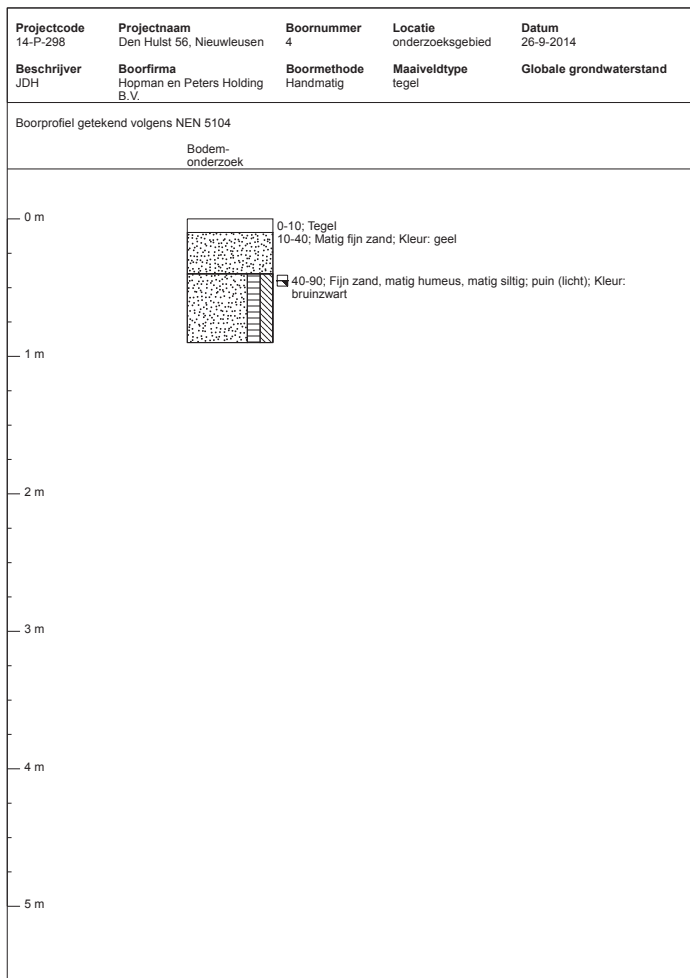 Projectcode Projectnaam Boornummer Locatie Datum
14-P-298 Den Hulst 56, Nieuwleusen 4 onderzoeksgebied 26-9-2014
Beschrijver Boorfirma Boormethode Maaiveldtype Globale grondwaterstand
JDH Hopman en Peters Holding Handmatig tegel
B.V.
Boorprofiel getekend volgens NEN 5104
Bodem-
onderzoek
0 m
0-10; Tegel
10-40; Matig fijn zand; Kleur: geel
40-90; Fijn zand, matig humeus, matig siltig; puin (licht); Kleur:
bruinzwart
1 m
2 m
3 m
4 m
5 m